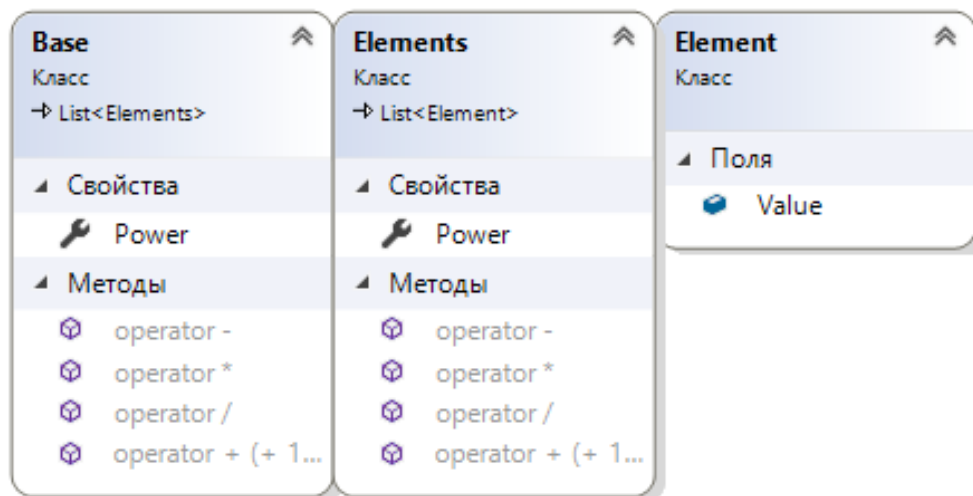 Base
Класс
List<Elements>
Свойства
Power
Методы
operator -
operator *
operator /
operator + (+ 1...
Elements
Класс
List<Element>
Свойства
Power
Методы
operator -
operator *
operator /
operator + (+ 1...
Element
Класс
Поля
Value